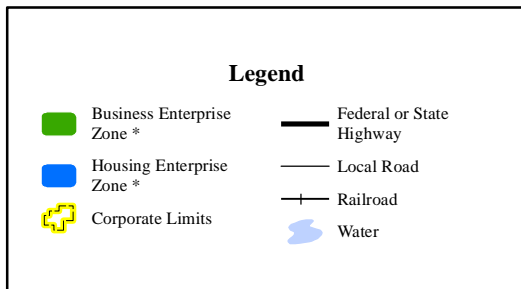 Legend
Business Enterprise
Zone *
Housing Enterprise
Zone *
Corporate Limits
Federal or State
Highway
Local Road
Railroad
Water